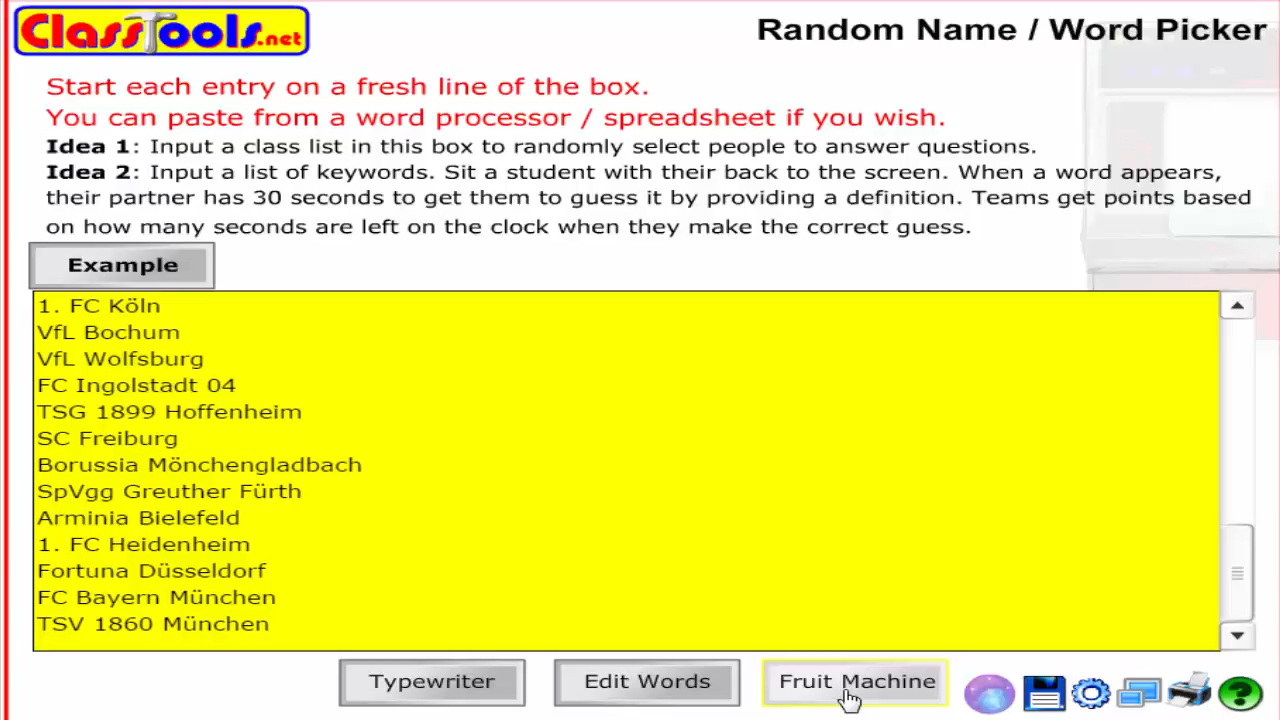 ClassTools.net
Random Name / Word Picker
Start each entry on a fresh line of the box.
You can paste from a word processor / spreadsheet if you wish.
Idea 1: Input a class list in this box to randomly select people to answer questions.
Idea 2: Input a list of keywords. Sit a student with their back to the screen. When a word appears,
their partner has 30 seconds to get them to guess it by providing a definition. Teams get points based
on how many seconds are left on the clock when they make the correct guess.
Example
1. FC Köln
VfL Bochum
VfL Wolfsburg
FC Ingolstadt 04
TSG 1899 Hoffenheim
SC Freiburg
Borussia Mönchengladbach
SpVgg Greuther Fürth
Arminia Bielefeld
1. FC Heidenheim
Fortuna Düsseldorf
FC Bayern München
TSV 1860 München
Typewriter
Edit Words
Fruit Machine
?